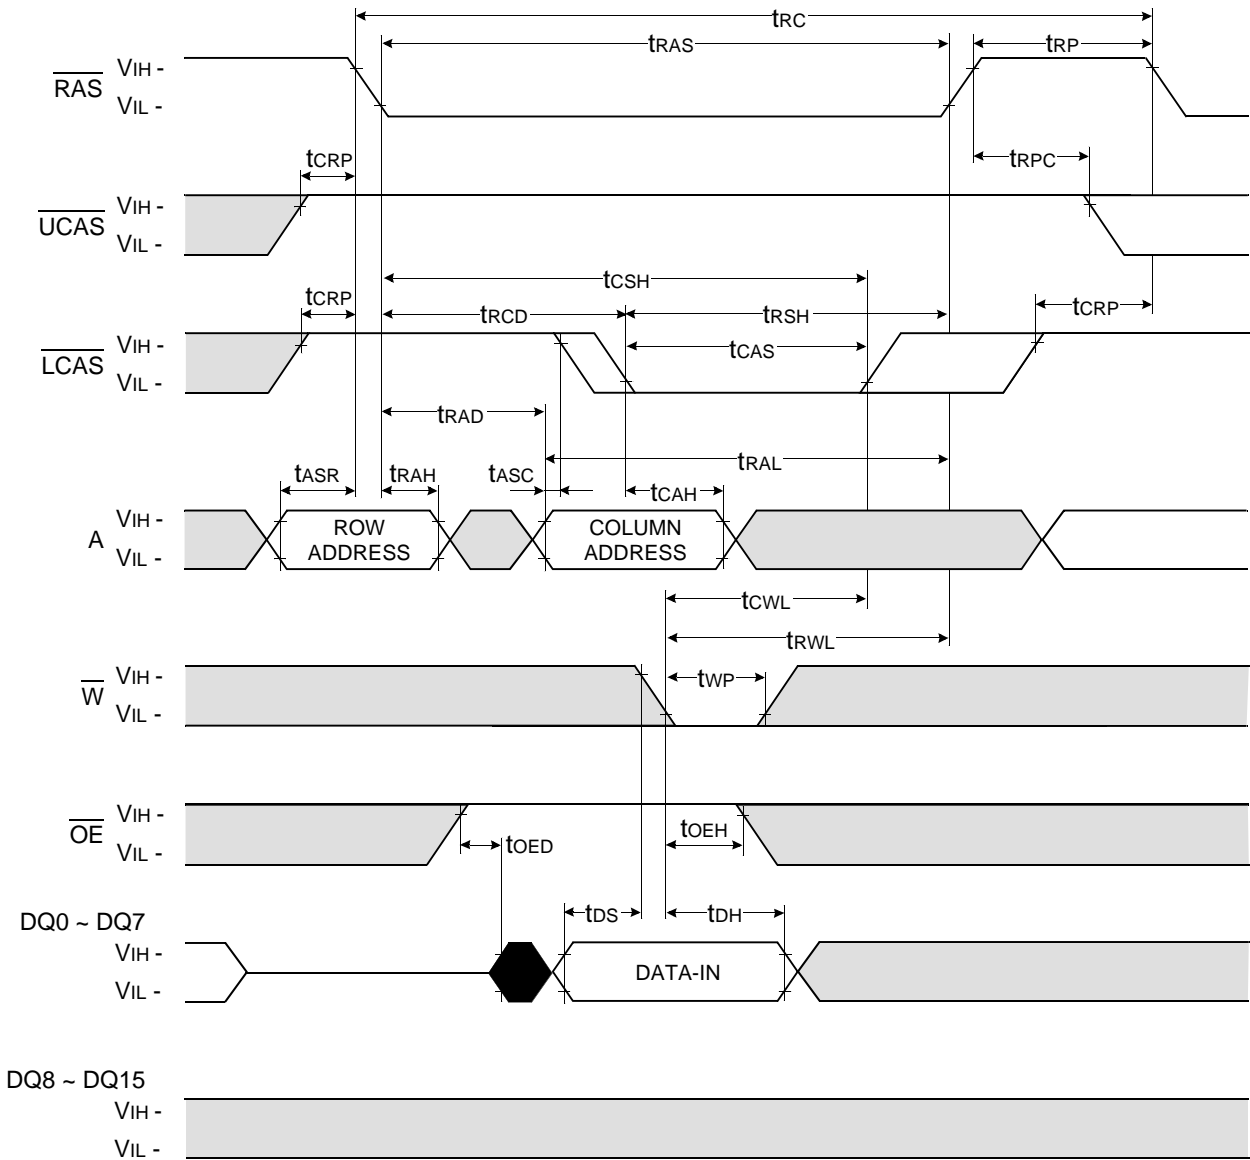 tRC
tRAS
tRP
RAS
VIH -
VIL -
tCRP
tRPC
UCAS
VIH -
VIL -
tCSH
tCRP
tRCD
tRSH
tCRP
LCAS
VIH -
VIL -
tCAS
tRAD
tRAL
tASR
tRAH
tASC
tCAH
A
VIH -
VIL -
ROW
ADDRESS
COLUMN
ADDRESS
tCWL
tRWL
W
VIH -
VIL -
tWP
OE
VIH -
VIL -
tOED
tOEH
DQ0 ~ DQ7
tDS
tDH
VIH -
VIL -
DATA-IN
DQ8 ~ DQ15
VIH -
VIL -